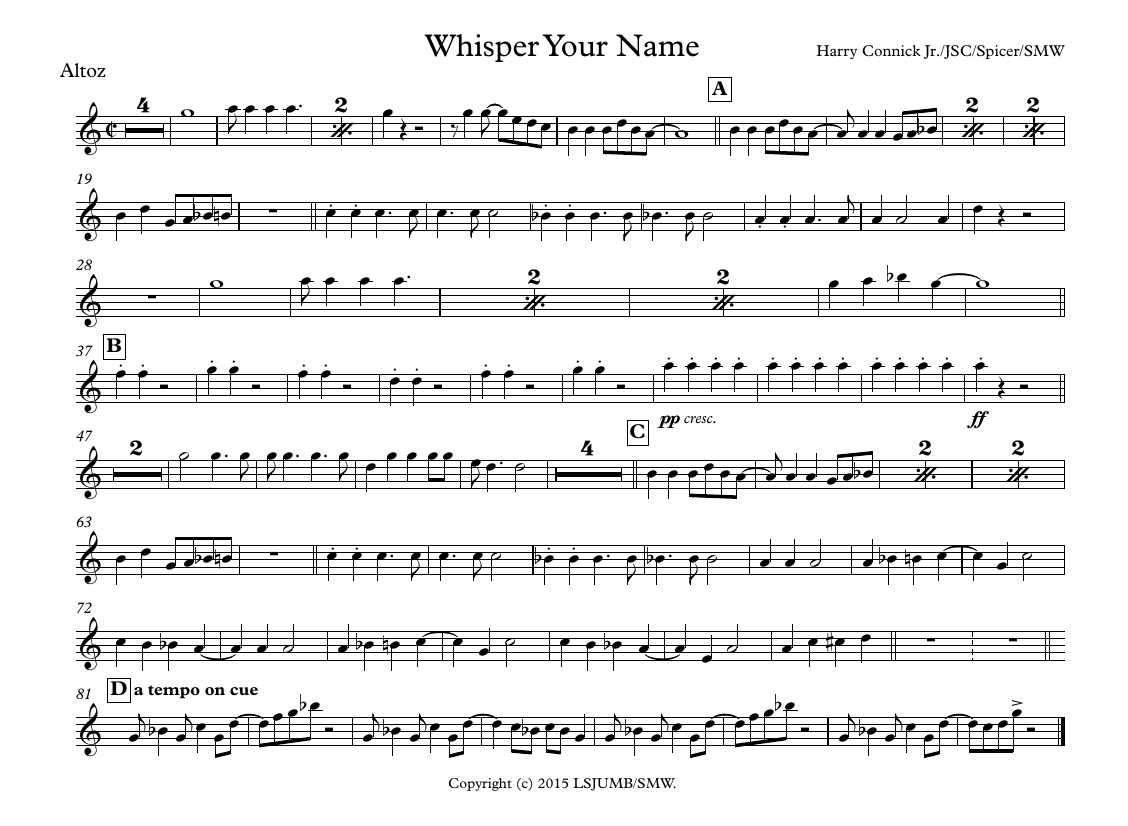 Whisper Your Name
Harry Connick Jr./JSC/Spicer/SMW
Altoz
A
4 2 2 2
19
28
2 2
37 B
pp cresc. ff
47
2 4 C 2 2
63
72
81 D a tempo on cue
Copyright (c) 2015 LSJUMB/SMW.